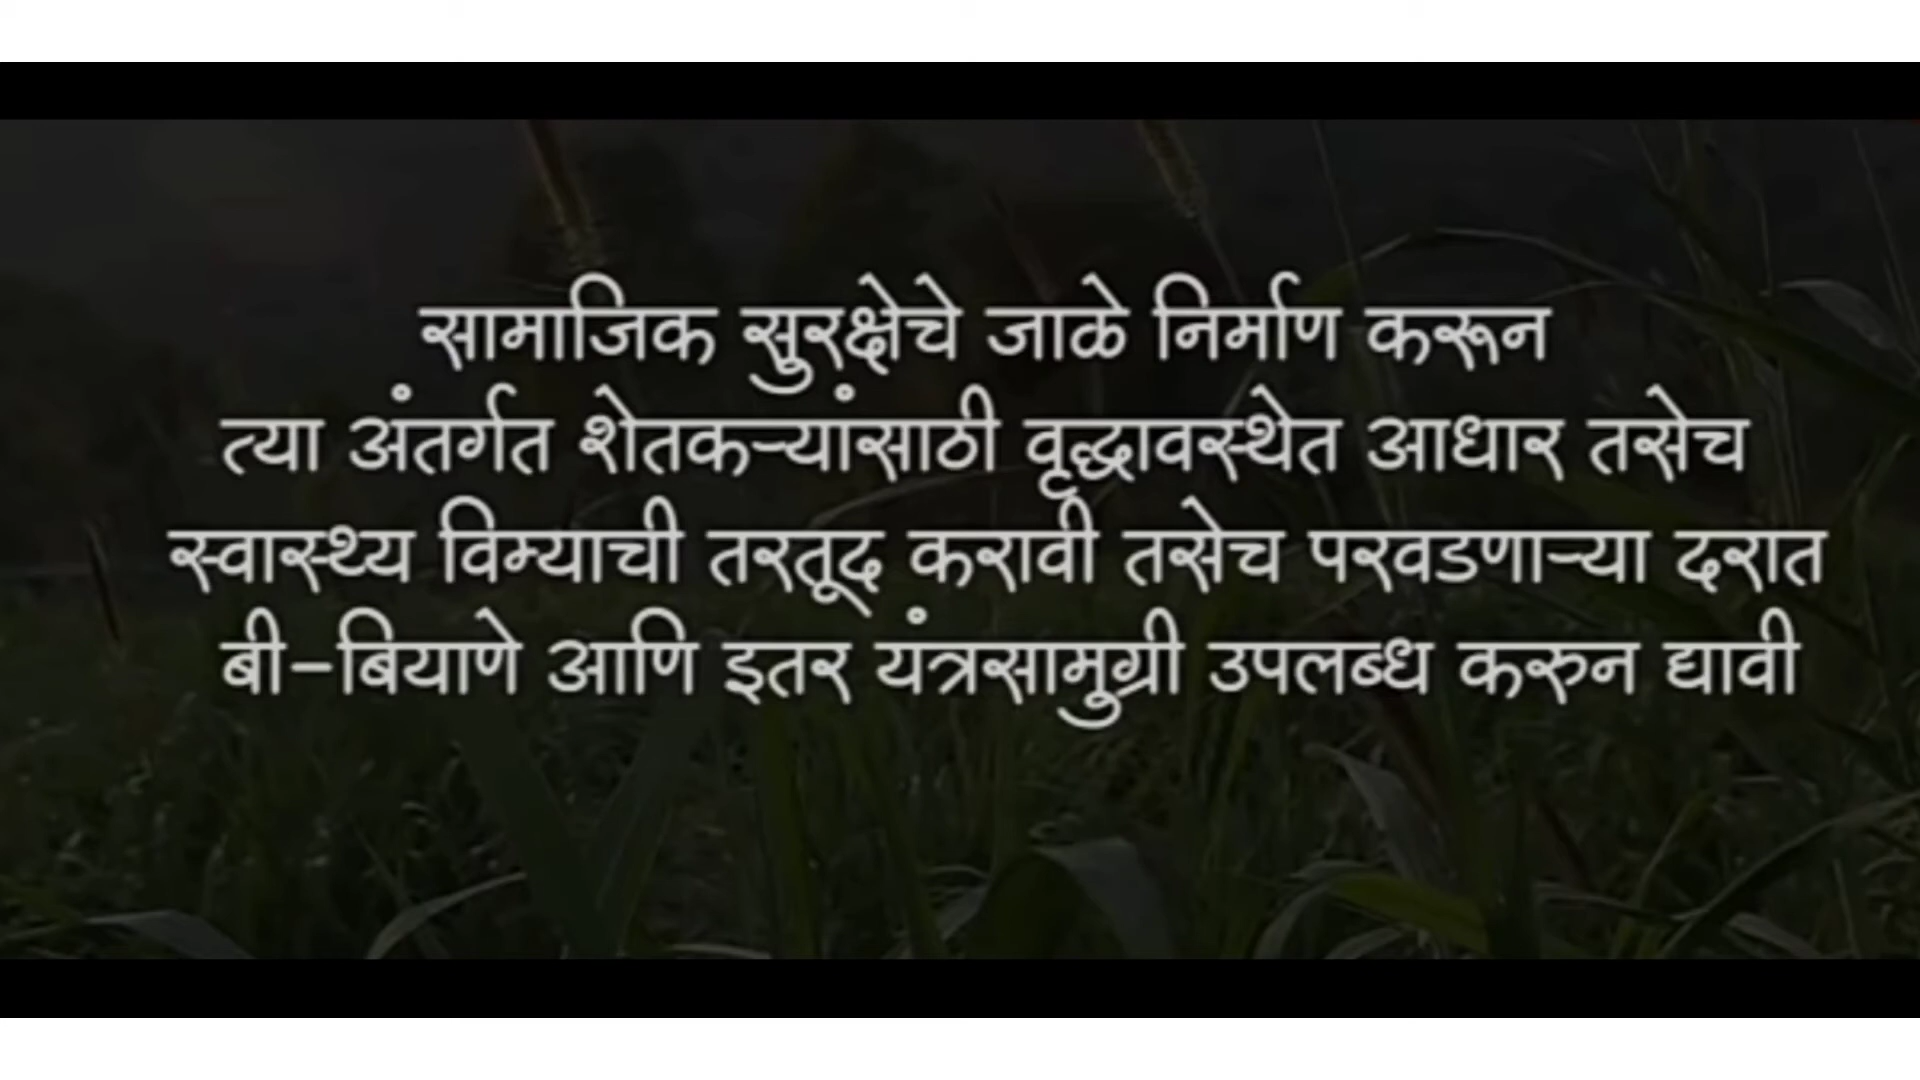 सामाजिक सुरक्षेचे जाळे निर्माण करून
त्या अंतर्गत शेतकऱ्यांसाठी वृद्धावस्थेत आधार तसेच
स्वास्थ्य विम्याची तरतूद करावी तसेच परवडणाऱ्या दरात
बी-बियाणे आणि इतर यंत्रसामुग्री उपलब्ध करुन द्यावी